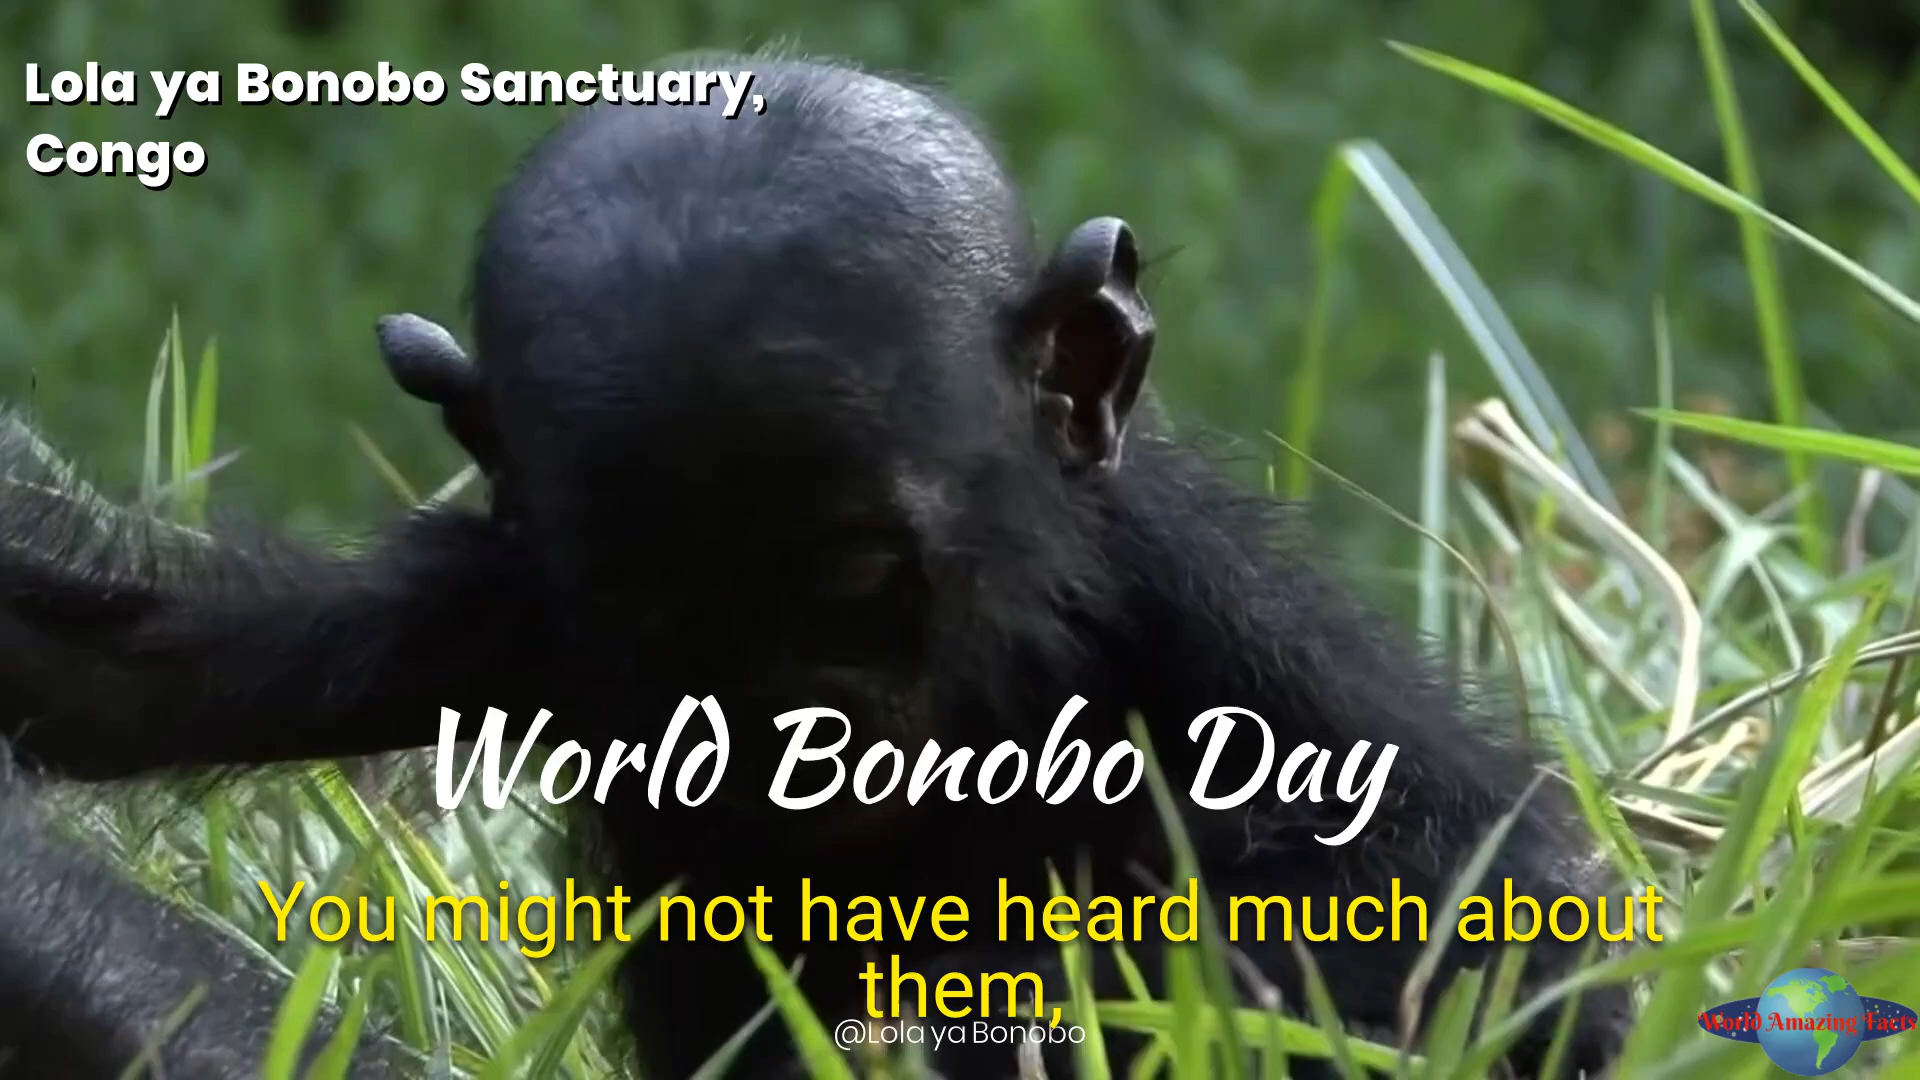 Lola ya Bonobo Sanctuary,
Congo
World Bonobo Day
You might not have heard much about
them,
@Lola ya Bonobo
World Amazing Facts